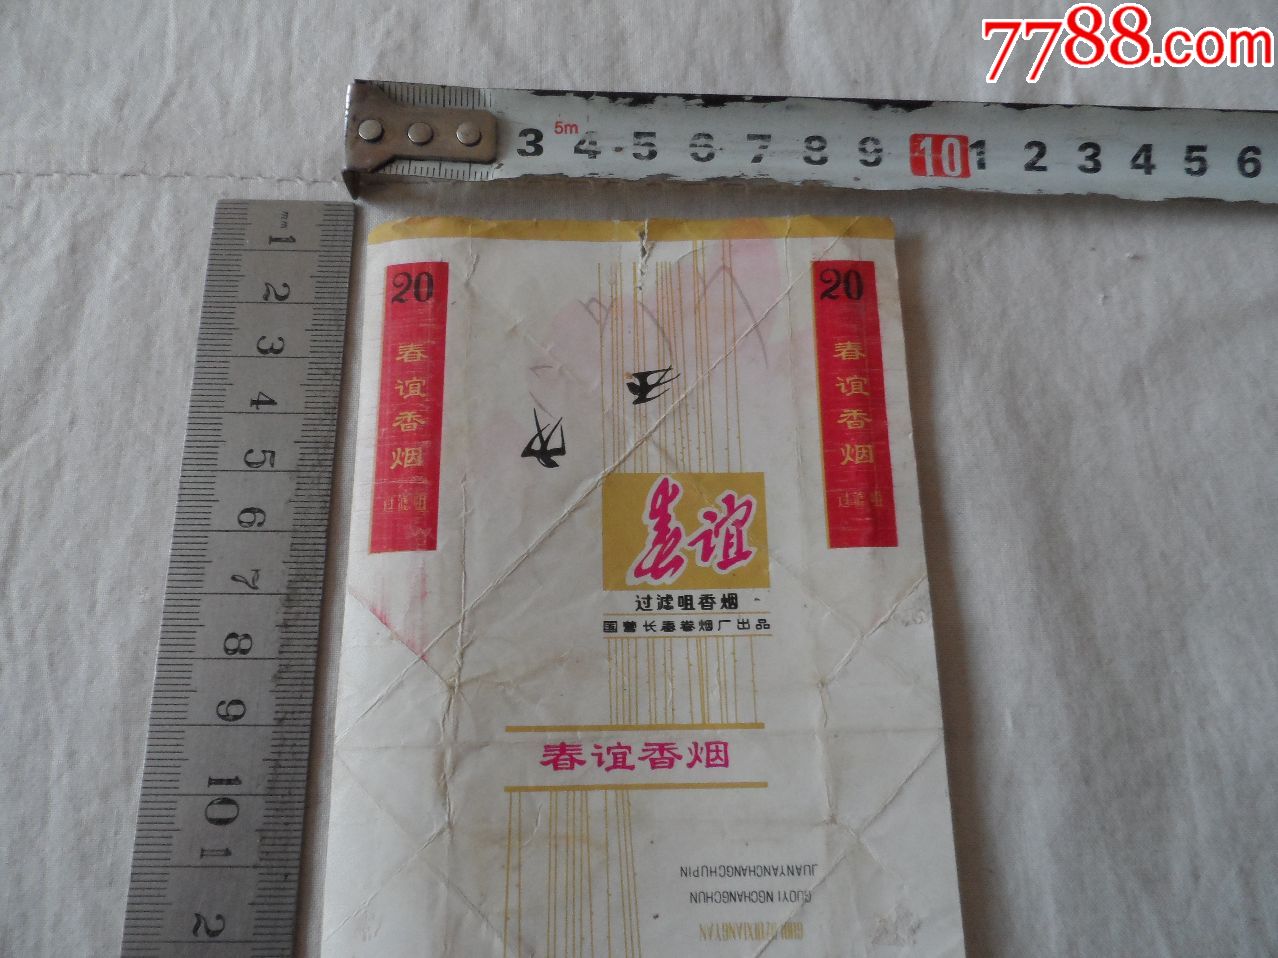 7788.com
5m
3 4 5 6 7 8 9 10 1 2 3 4 5 6
mm
1
2
3
4
5
6
7
8
9
10
1
2
20
春谊香烟
过滤咀
20
春谊香烟
过滤咀
春谊
过滤咀香烟
国营长春卷烟厂出品
春谊香烟
JUANYANCHANGCHUPIN
GUOYINGCHANGCHUN
GUOLÜZUIXIANGYAN